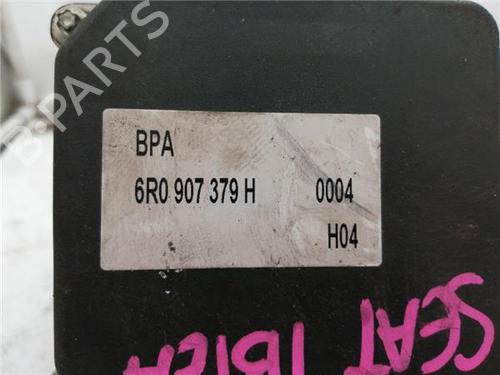 BPA
6R0 907 379 H 0004
H04
SEAT IBIZA
B-PARTS